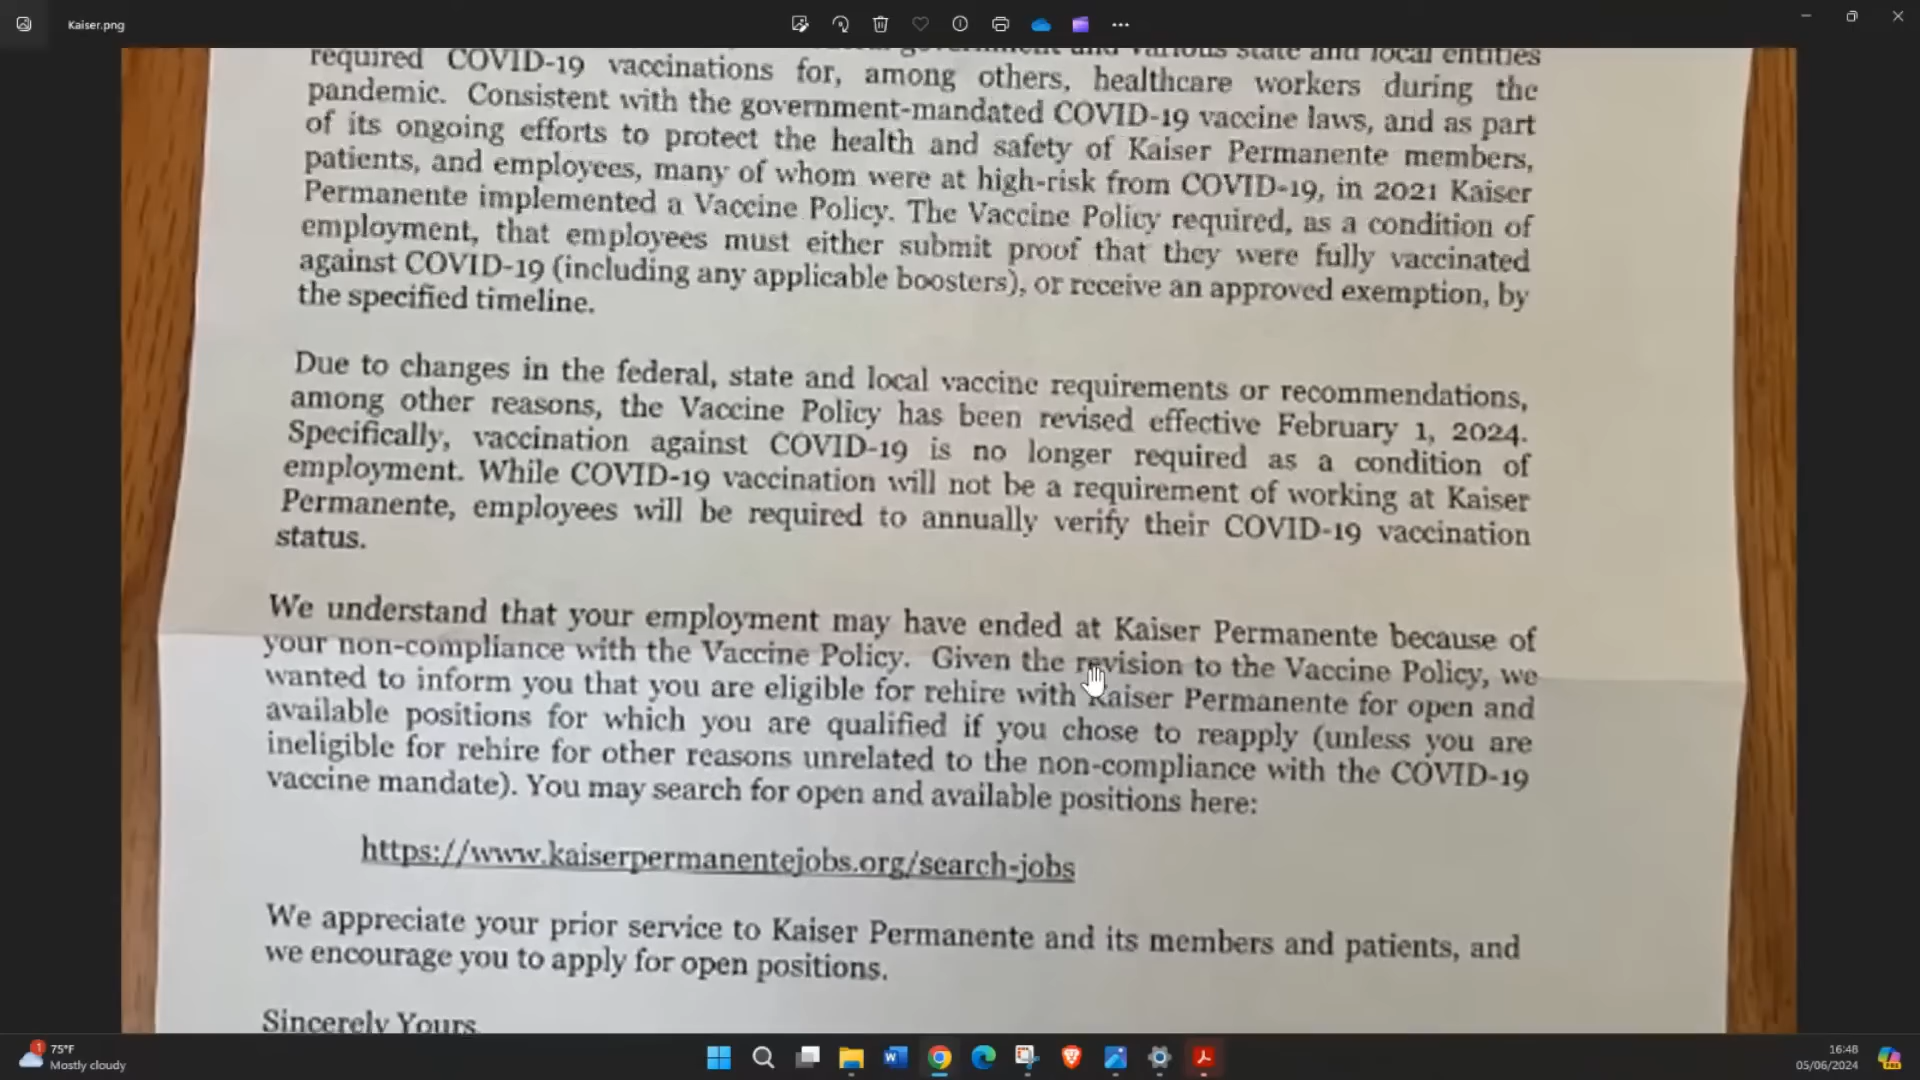 Kaiser.png
government and various state and local entities
required COVID-19 vaccinations for, among others, healthcare workers during the
pandemic. Consistent with the government-mandated COVID-19 vaccine laws, and as part
of its ongoing efforts to protect the health and safety of Kaiser Permanente members,
patients, and employees, many of whom were at high-risk from COVID-19, in 2021 Kaiser
Permanente implemented a Vaccine Policy. The Vaccine Policy required, as a condition of
employment, that employees must either submit proof that they were fully vaccinated
against COVID-19 (including any applicable boosters), or receive an approved exemption, by
the specified timeline.
Due to changes in the federal, state and local vaccine requirements or recommendations,
among other reasons, the Vaccine Policy has been revised effective February 1, 2024.
Specifically, vaccination against COVID-19 is no longer required as a condition of
employment. While COVID-19 vaccination will not be a requirement of working at Kaiser
Permanente, employees will be required to annually verify their COVID-19 vaccination
status.
We understand that your employment may have ended at Kaiser Permanente because of
your non-compliance with the Vaccine Policy. Given the revision to the Vaccine Policy, we
wanted to inform you that you are eligible for rehire with Kaiser Permanente for open and
available positions for which you are qualified if you chose to reapply (unless you are
ineligible for rehire for other reasons unrelated to the non-compliance with the COVID-19
vaccine mandate). You may search for open and available positions here:
https://www.kaiserpermanentejobs.org/search-jobs
We appreciate your prior service to Kaiser Permanente and its members and patients, and
we encourage you to apply for open positions.
Sincerely Yours,
1
75°F
Mostly cloudy
16:48
05/06/2024